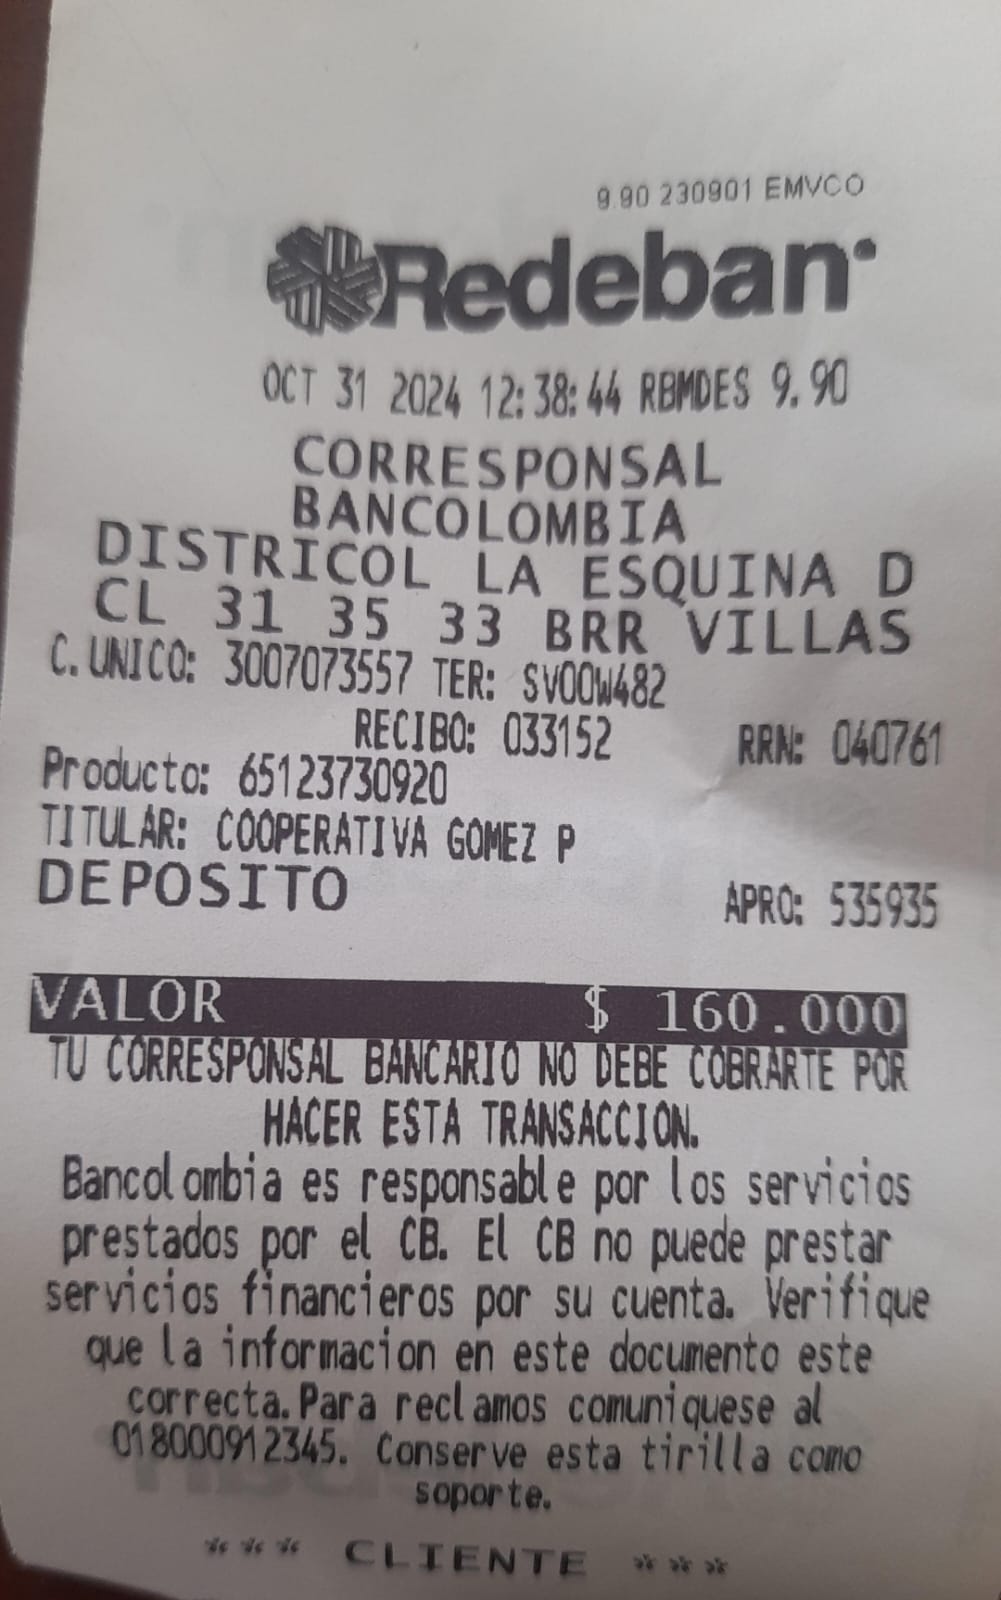 9.90 230901 EMVCO
Redeban
OCT 31 2024 12:38:44 RBMDES 9.90
CORRESPONSAL
BANCOLOMBIA
DISTRICOL LA ESQUINA D
CL 31 35 33 BRR VILLAS
C. UNICO: 3007073557 TER: SV00W482
RECIBO: 033152 RRN: 040761
Producto: 65123730920
TITULAR: COOPERATIVA GOMEZ P
DEPOSITO APRO: 535935
VALOR $ 160.000
TU CORRESPONSAL BANCARIO NO DEBE COBRARTE POR
HACER ESTA TRANSACCION.
Bancolombia es responsable por los servicios
prestados por el CB. El CB no puede prestar
servicios financieros por su cuenta. Verifique
que la informacion en este documento este
correcta.Para reclamos comuniquese al
018000912345. Conserve esta tirilla como
soporte.
*** CLIENTE ***